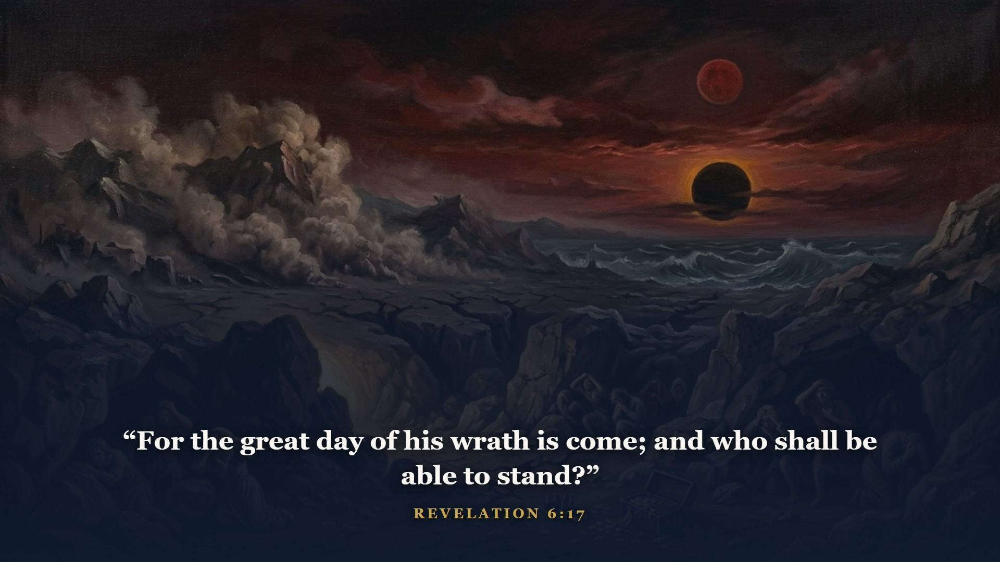 “For the great day of his wrath is come; and who shall be
able to stand?”
REVELATION 6:17